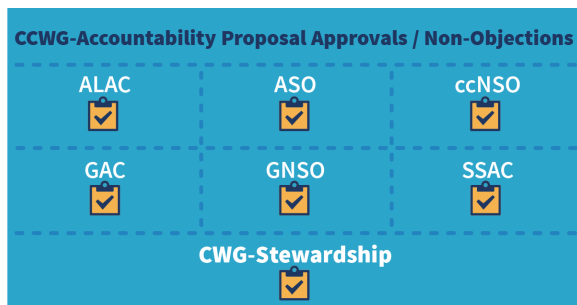 CCWG-Accountability Proposal Approvals / Non-Objections
ALAC
ASO
ccNSO
GAC
GNSO
SSAC
CWG-Stewardship